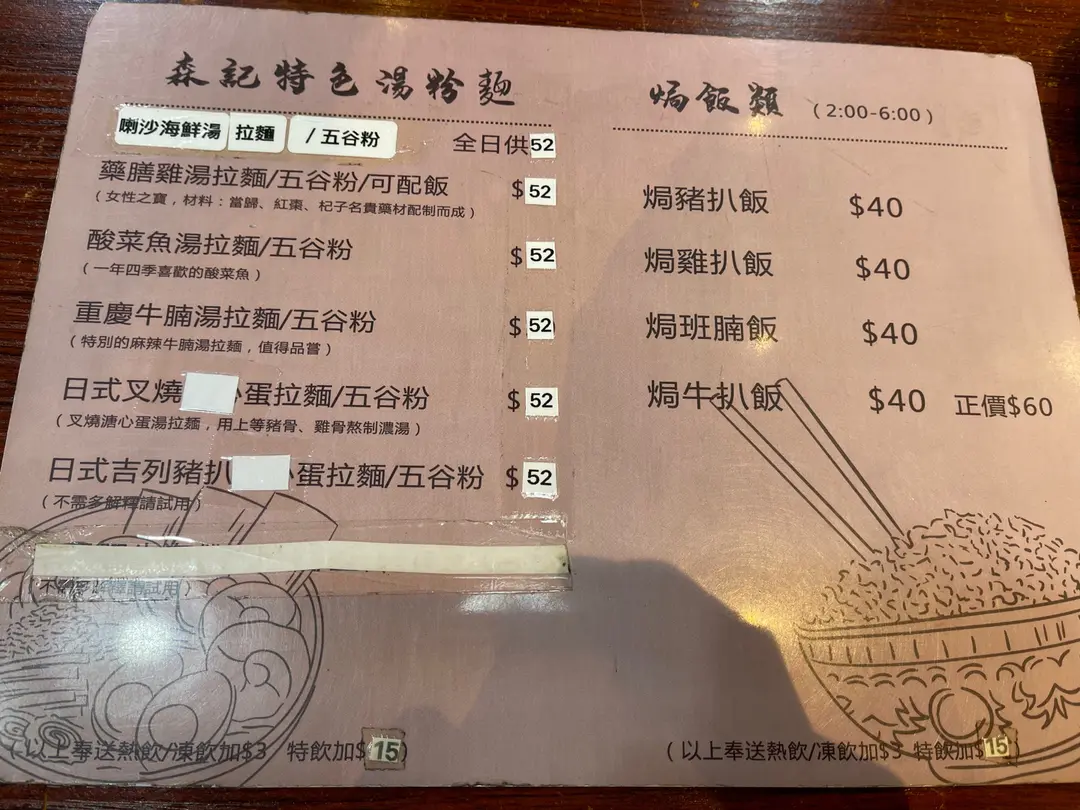 森記特色湯粉麵
喇沙海鮮湯 拉麵 / 五谷粉 全日供52
藥膳雞湯拉麵/五谷粉/可配飯 $52
（女性之寶，材料：當歸、紅棗、杞子名貴藥材配制而成）
酸菜魚湯拉麵/五谷粉 $52
（一年四季喜歡的酸菜魚）
重慶牛腩湯拉麵/五谷粉 $52
（特別的麻辣牛腩湯拉麵，值得品嘗）
日式叉燒 心蛋拉麵/五谷粉 $52
（叉燒溏心蛋湯拉麵，用上等豬骨、雞骨熬制濃湯）
日式吉列豬扒 心蛋拉麵/五谷粉 $52
（不需多解釋請試用）
（不需多解釋請試用）
（以上奉送熱飲/凍飲加$3 特飲加$15）
焗飯類 （2:00-6:00）
焗豬扒飯 $40
焗雞扒飯 $40
焗班腩飯 $40
焗牛扒飯 $40 正價$60
（以上奉送熱飲/凍飲加$3 特飲加$15）